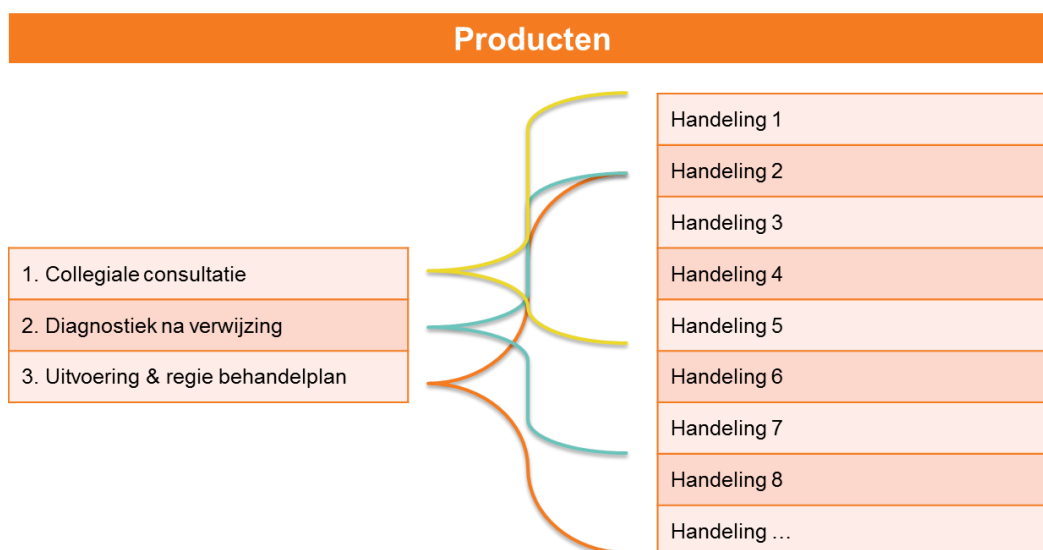 Producten
1. Collegiale consultatie
2. Diagnostiek na verwijzing
3. Uitvoering & regie behandelplan
Handeling 1
Handeling 2
Handeling 3
Handeling 4
Handeling 5
Handeling 6
Handeling 7
Handeling 8
Handeling …